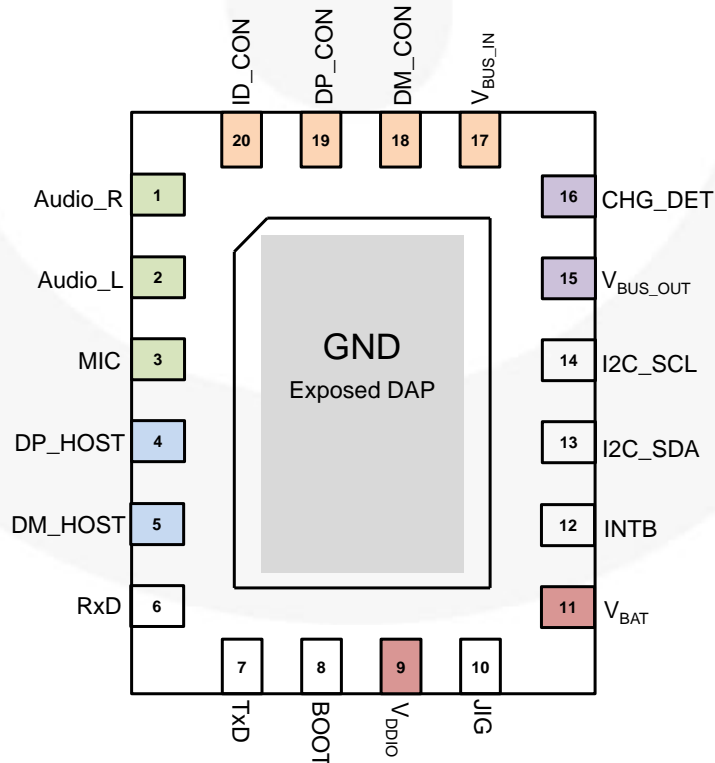 ID_CON
DP_CON
DM_CON
VBUS_IN
20
19
18
17
Audio_R
1
16
CHG_DET
Audio_L
2
15
VBUS_OUT
MIC
3
GND
Exposed DAP
14
I2C_SCL
DP_HOST
4
13
I2C_SDA
DM_HOST
5
12
INTB
RxD
6
11
VBAT
7
8
9
10
TxD
BOOT
VDDIO
JIG